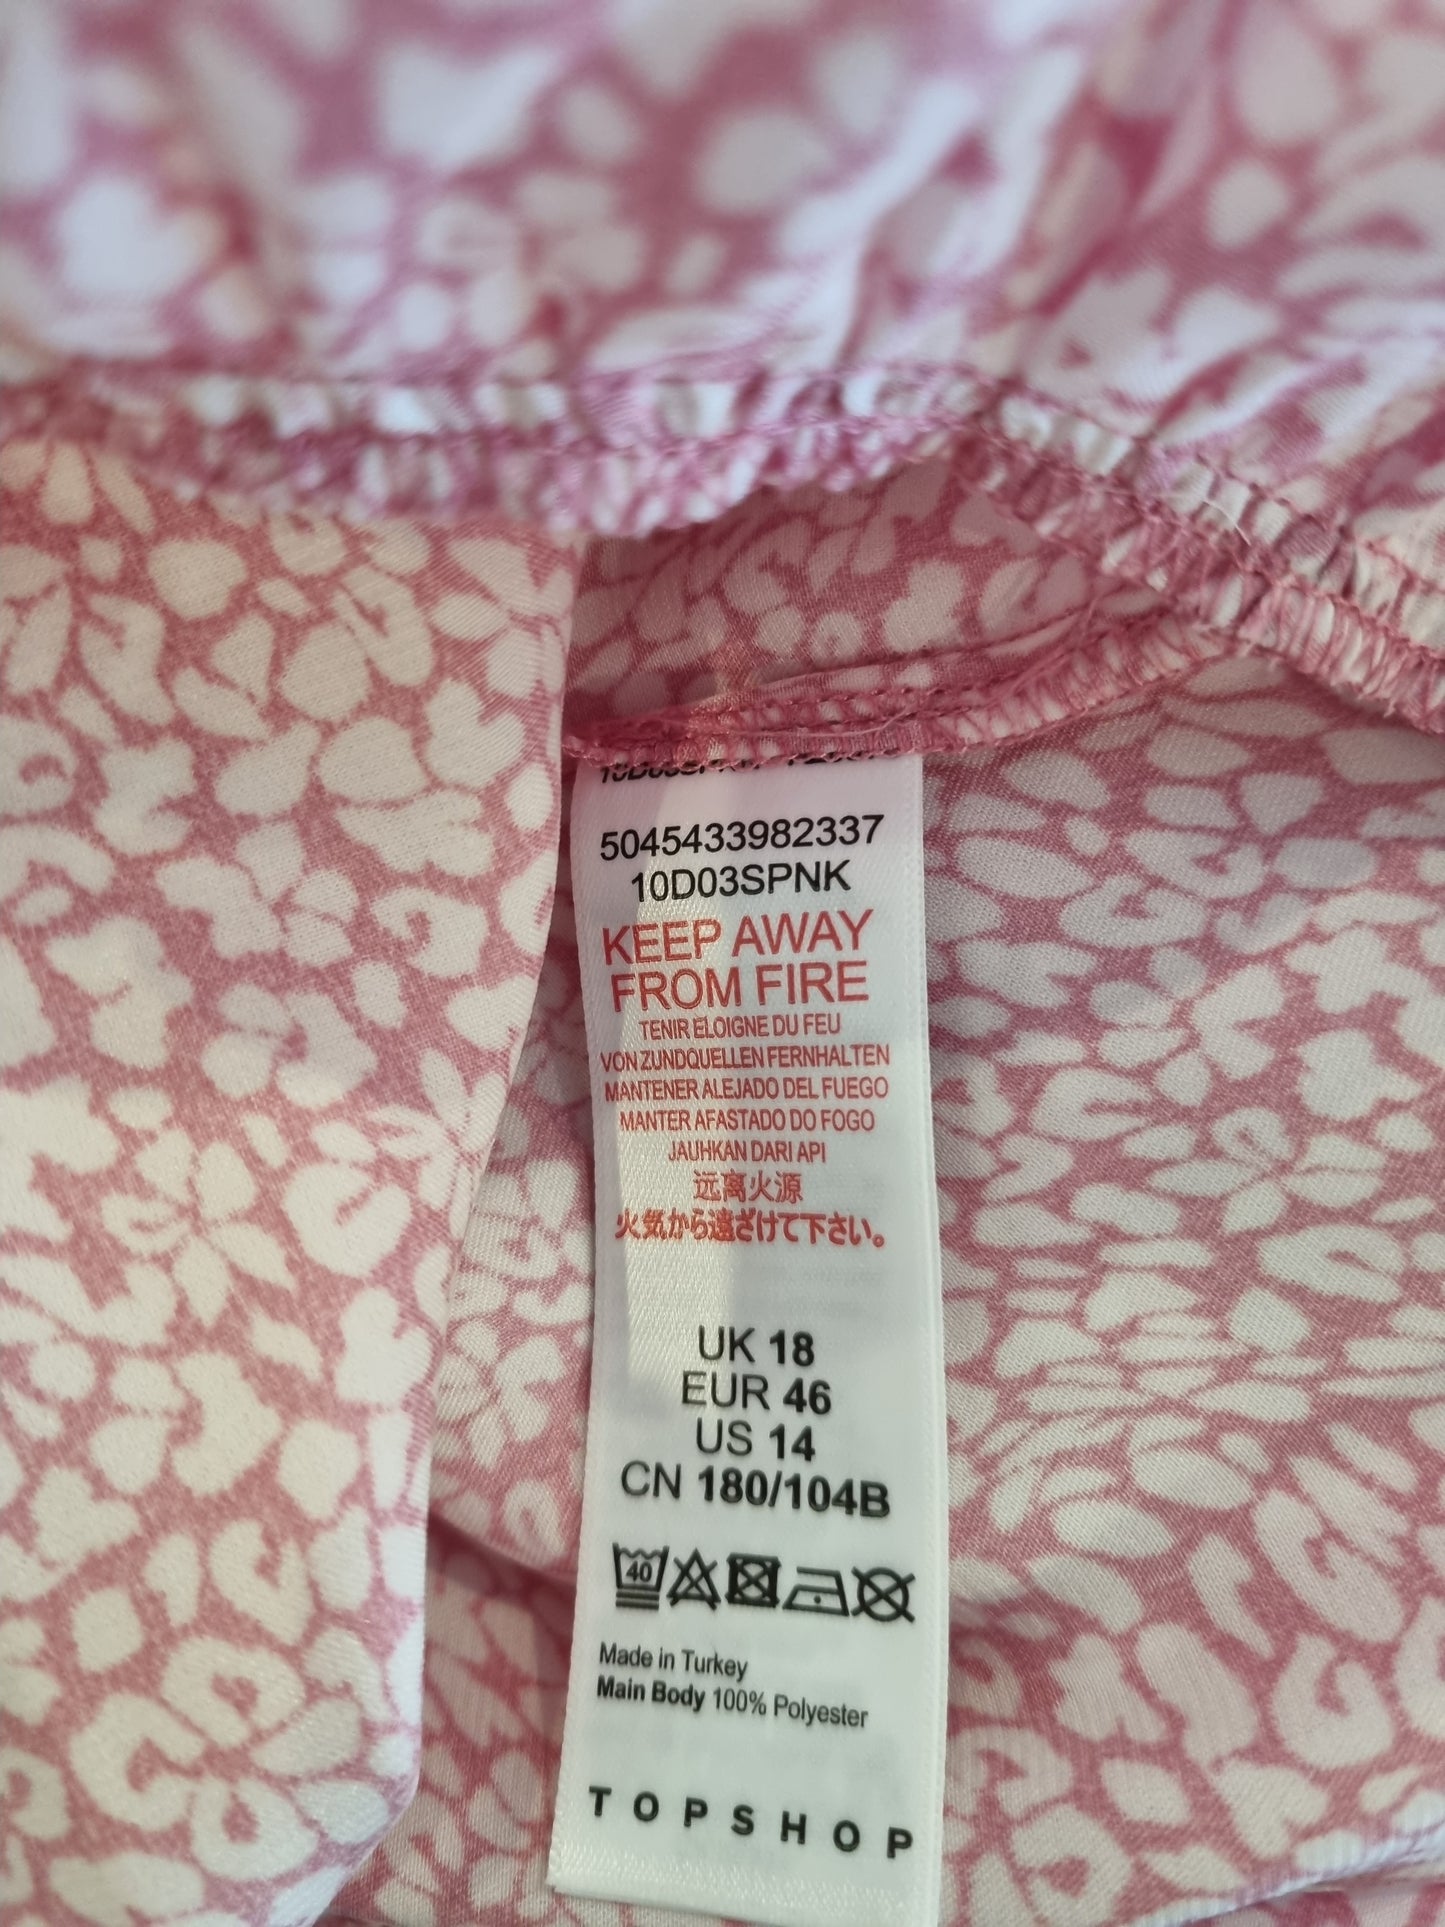 5045433982337
10D03SPNK
KEEP AWAY
FROM FIRE
TENIR ELOIGNE DU FEU
VON ZUNDQUELLEN FERNHALTEN
MANTENER ALEJADO DEL FUEGO
MANTER AFASTADO DO FOGO
JAUHKAN DARI API
远离火源
火気から遠ざけて下さい。
UK 18
EUR 46
US 14
CN 180/104B
40
Made in Turkey
Main Body 100% Polyester
TOPSHOP